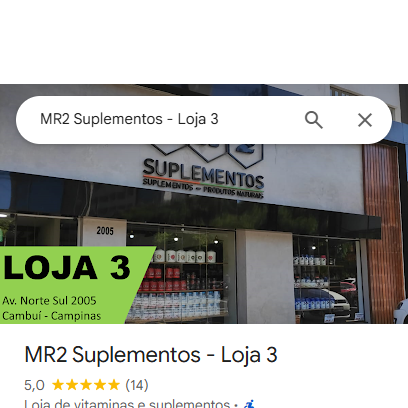 MR2 Suplementos - Loja 3
2
SUPLEMENTOS
SUPLEMENTOS E PRODUTOS NATURAIS
2005
LOJA 3
Av. Norte Sul 2005
Cambuí - Campinas
MR2 Suplementos - Loja 3
5,0 (14)
Loja de vitaminas e suplementos ·